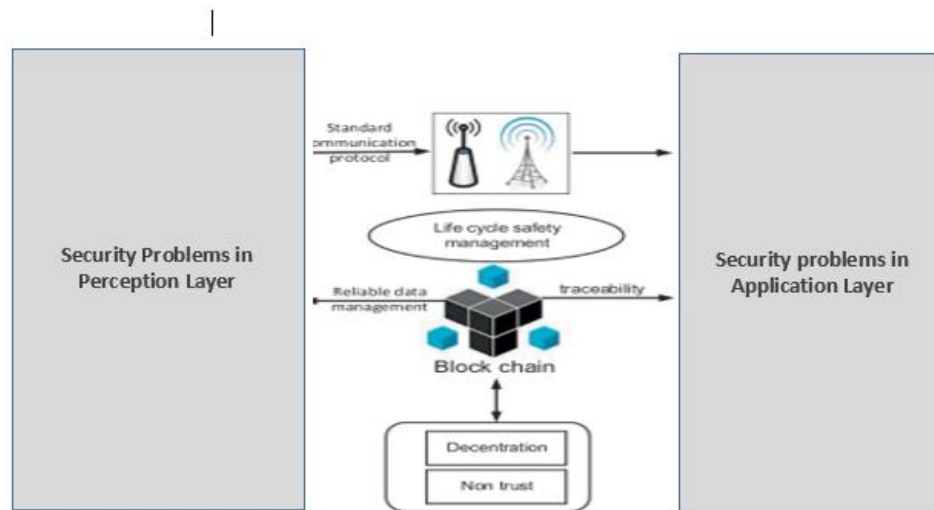 Security Problems in
Perception Layer
Standard
ommunication
protocol
Life cycle safety
management
Reliable data
management
traceability
Block chain
Decentration
Non trust
Security problems in
Application Layer